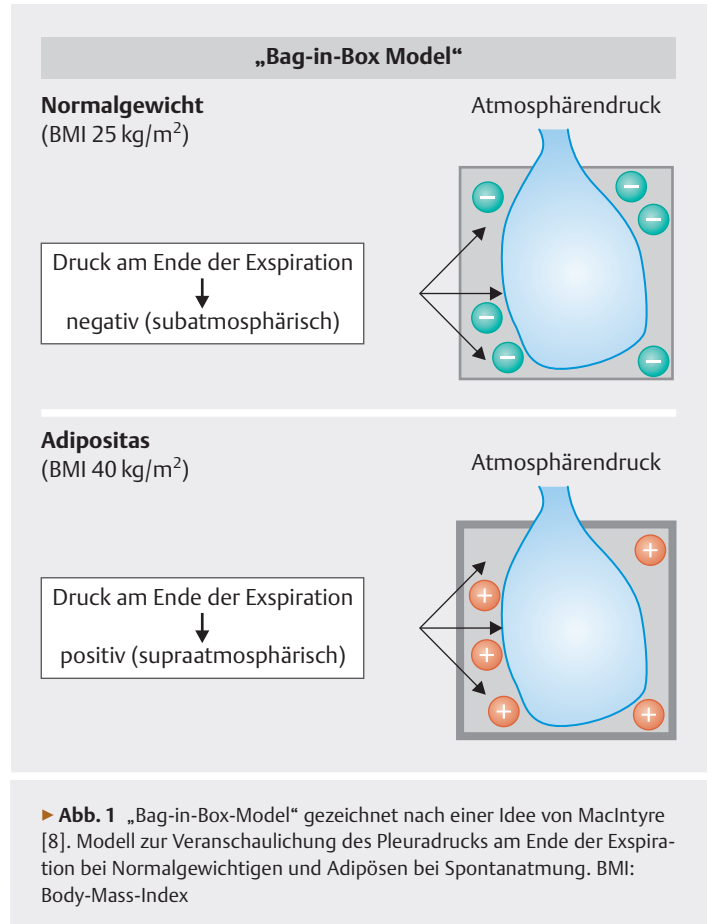 „Bag-in-Box Model“
Normalgewicht
(BMI 25 kg/m²)
Atmosphärendruck
Druck am Ende der Exspiration
negativ (subatmosphärisch)
− − − − − −
Adipositas
(BMI 40 kg/m²)
Atmosphärendruck
Druck am Ende der Exspiration
positiv (supraatmosphärisch)
+ + + + +
► Abb. 1 „Bag-in-Box-Model“ gezeichnet nach einer Idee von MacIntyre
[8]. Modell zur Veranschaulichung des Pleuradrucks am Ende der Exspira-
tion bei Normalgewichtigen und Adipösen bei Spontanatmung. BMI:
Body-Mass-Index